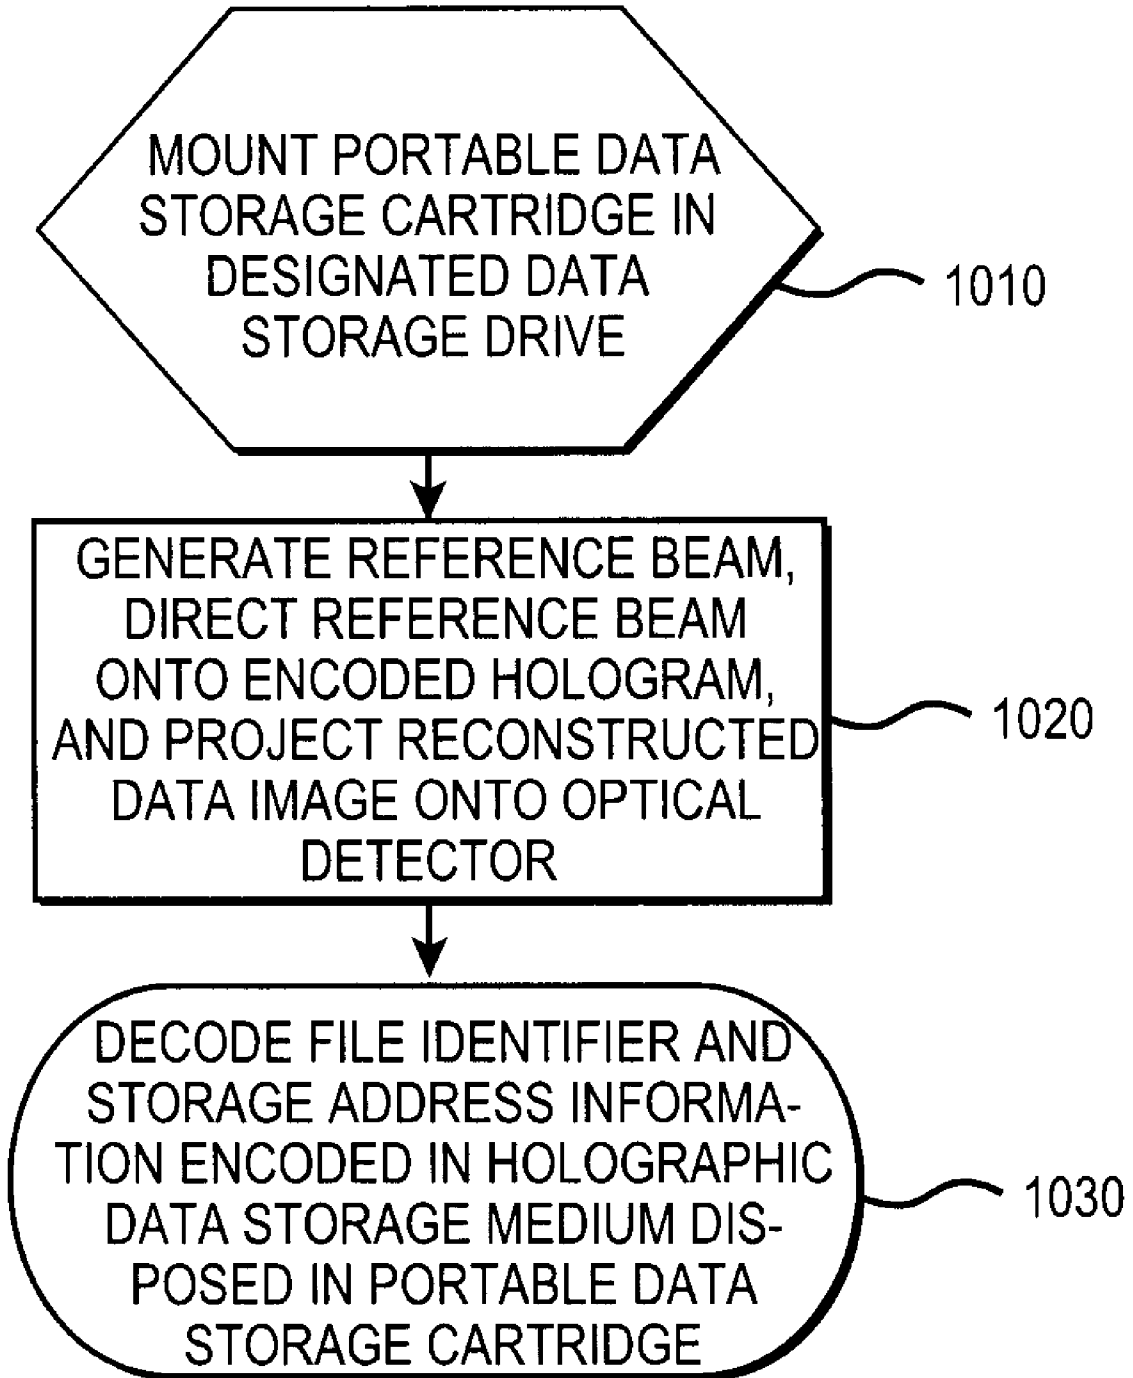 MOUNT PORTABLE DATA
STORAGE CARTRIDGE IN
DESIGNATED DATA
STORAGE DRIVE
1010
GENERATE REFERENCE BEAM,
DIRECT REFERENCE BEAM
ONTO ENCODED HOLOGRAM,
AND PROJECT RECONSTRUCTED
DATA IMAGE ONTO OPTICAL
DETECTOR
1020
DECODE FILE IDENTIFIER AND
STORAGE ADDRESS INFORMA-
TION ENCODED IN HOLOGRAPHIC
DATA STORAGE MEDIUM DIS-
POSED IN PORTABLE DATA
STORAGE CARTRIDGE
1030